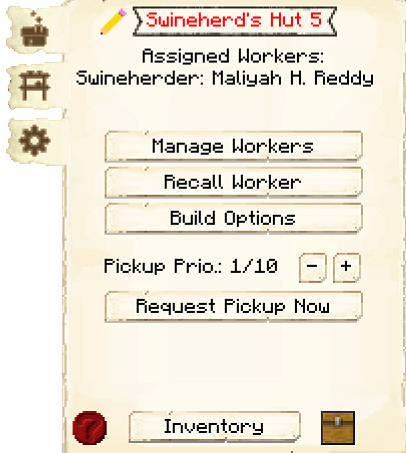 Swineherd's Hut 5
Assigned Workers:
Swineherder: Maliyah H. Reddy
Manage Workers
Recall Worker
Build Options
Pickup Prio.: 1/10 - +
Request Pickup Now
? Inventory